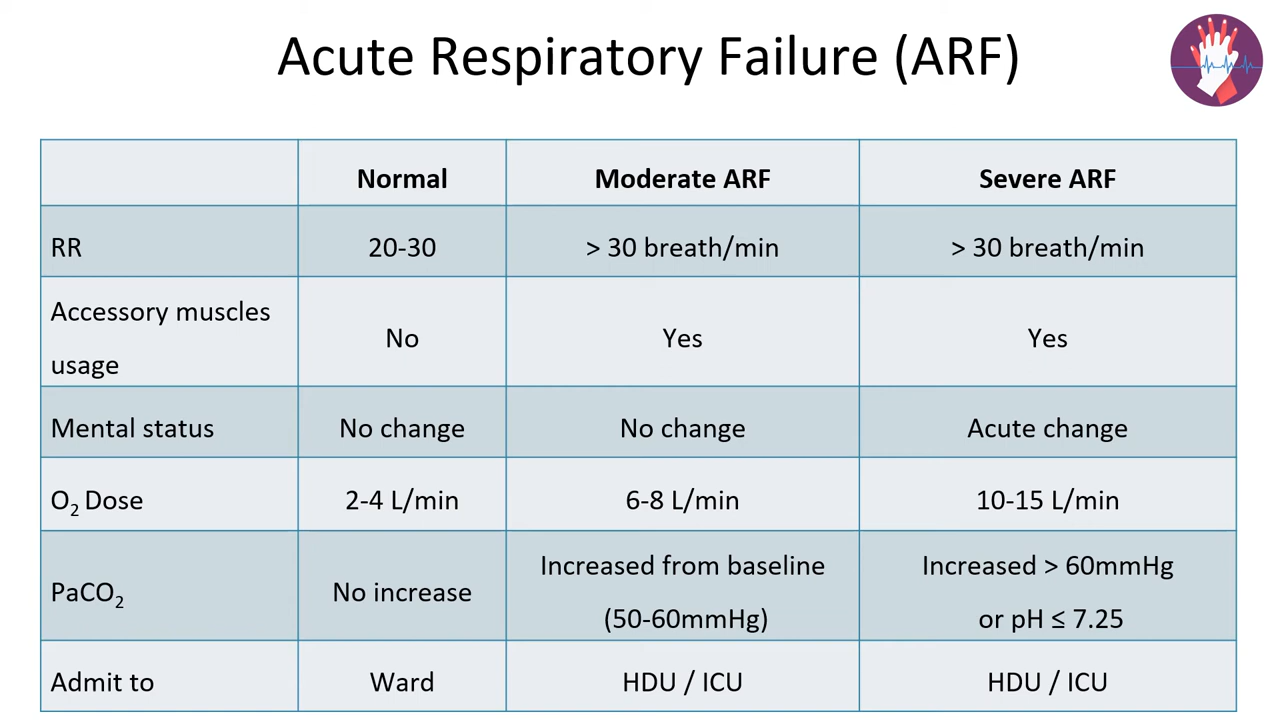 Acute Respiratory Failure (ARF)
Normal Moderate ARF Severe ARF
RR 20-30 > 30 breath/min > 30 breath/min
Accessory muscles
usage No Yes Yes
Mental status No change No change Acute change
O₂ Dose 2-4 L/min 6-8 L/min 10-15 L/min
PaCO₂ No increase Increased from baseline
(50-60mmHg) Increased > 60mmHg
or pH ≤ 7.25
Admit to Ward HDU / ICU HDU / ICU